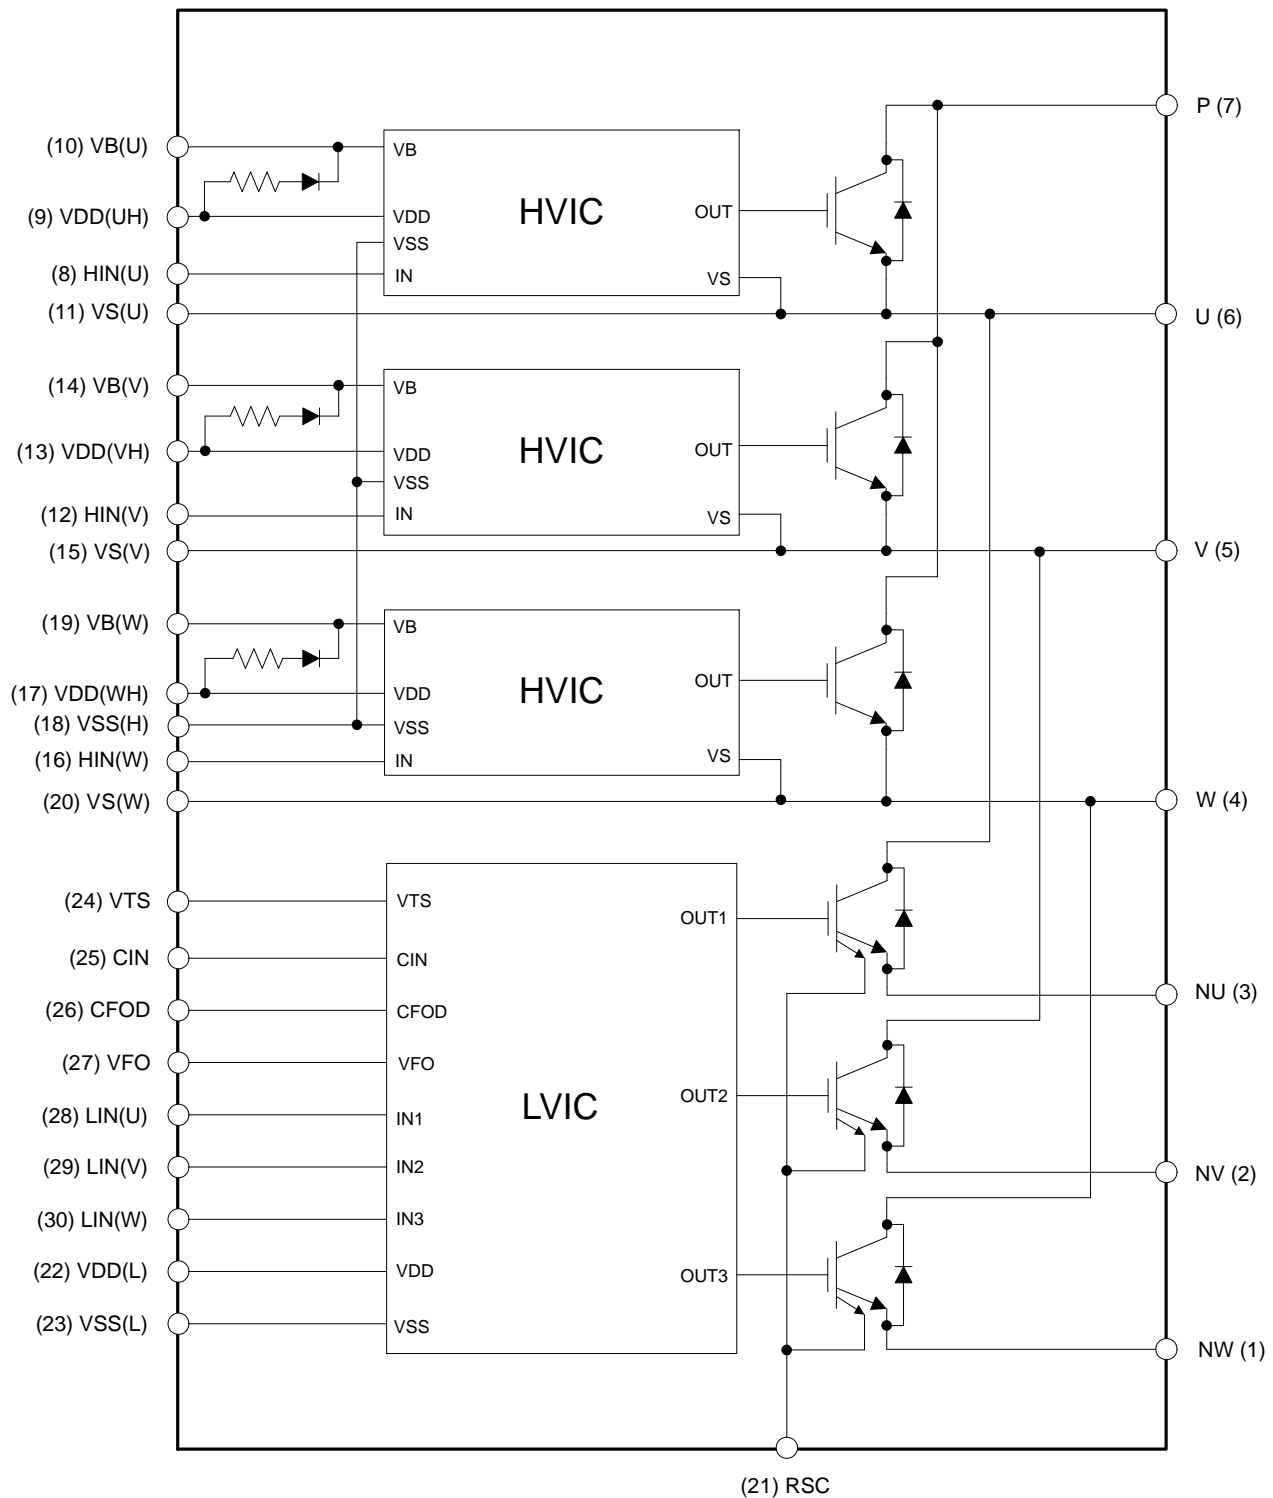 P (7)
(10) VB(U)
VB
(9) VDD(UH)
VDD
HVIC
OUT
VSS
(8) HIN(U)
IN
VS
(11) VS(U)
U (6)
(14) VB(V)
VB
(13) VDD(VH)
VDD
HVIC
OUT
VSS
(12) HIN(V)
IN
VS
(15) VS(V)
V (5)
(19) VB(W)
VB
(17) VDD(WH)
VDD
HVIC
OUT
(18) VSS(H)
VSS
(16) HIN(W)
IN
VS
(20) VS(W)
W (4)
(24) VTS
VTS
OUT1
(25) CIN
CIN
NU (3)
(26) CFOD
CFOD
(27) VFO
VFO
LVIC
OUT2
(28) LIN(U)
IN1
(29) LIN(V)
IN2
NV (2)
(30) LIN(W)
IN3
(22) VDD(L)
VDD
OUT3
(23) VSS(L)
VSS
NW (1)
(21) RSC